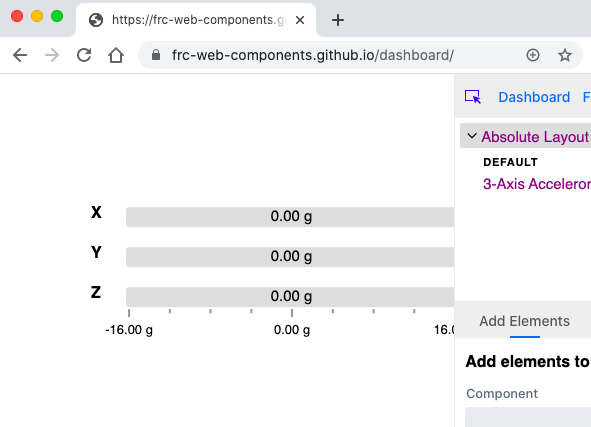 https://frc-web-components.g
frc-web-components.github.io/dashboard/
Dashboard F
Absolute Layout
DEFAULT
3-Axis Acceleror
X 0.00 g
Y 0.00 g
Z 0.00 g
-16.00 g 0.00 g 16.0
Add Elements
Add elements to
Component